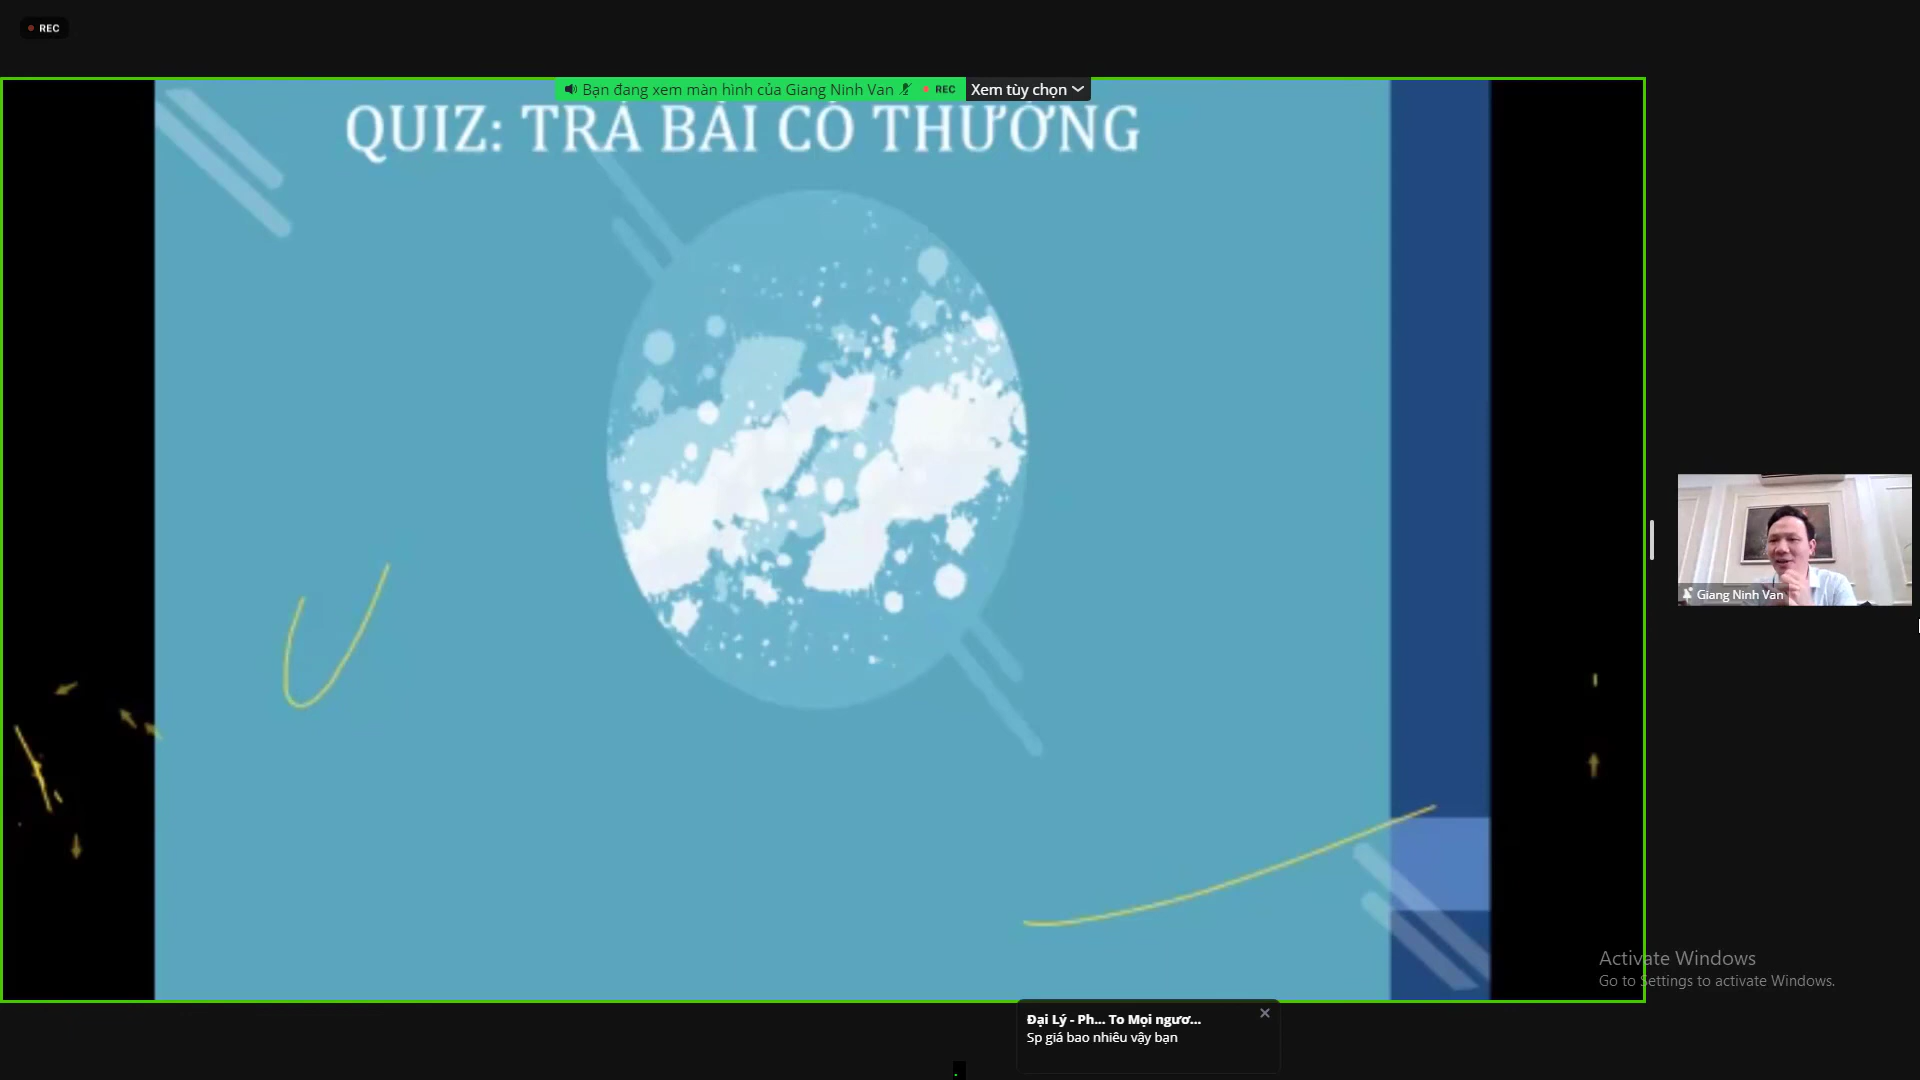 REC
Bạn đang xem màn hình của Giang Ninh Van
REC
Xem tùy chọn
QUIZ: TRẢ BÀI CÓ THƯỞNG
Giang Ninh Van
Activate Windows
Go to Settings to activate Windows.
Đại Lý - Ph... To Mọi ngươ...
Sp giá bao nhiêu vậy bạn